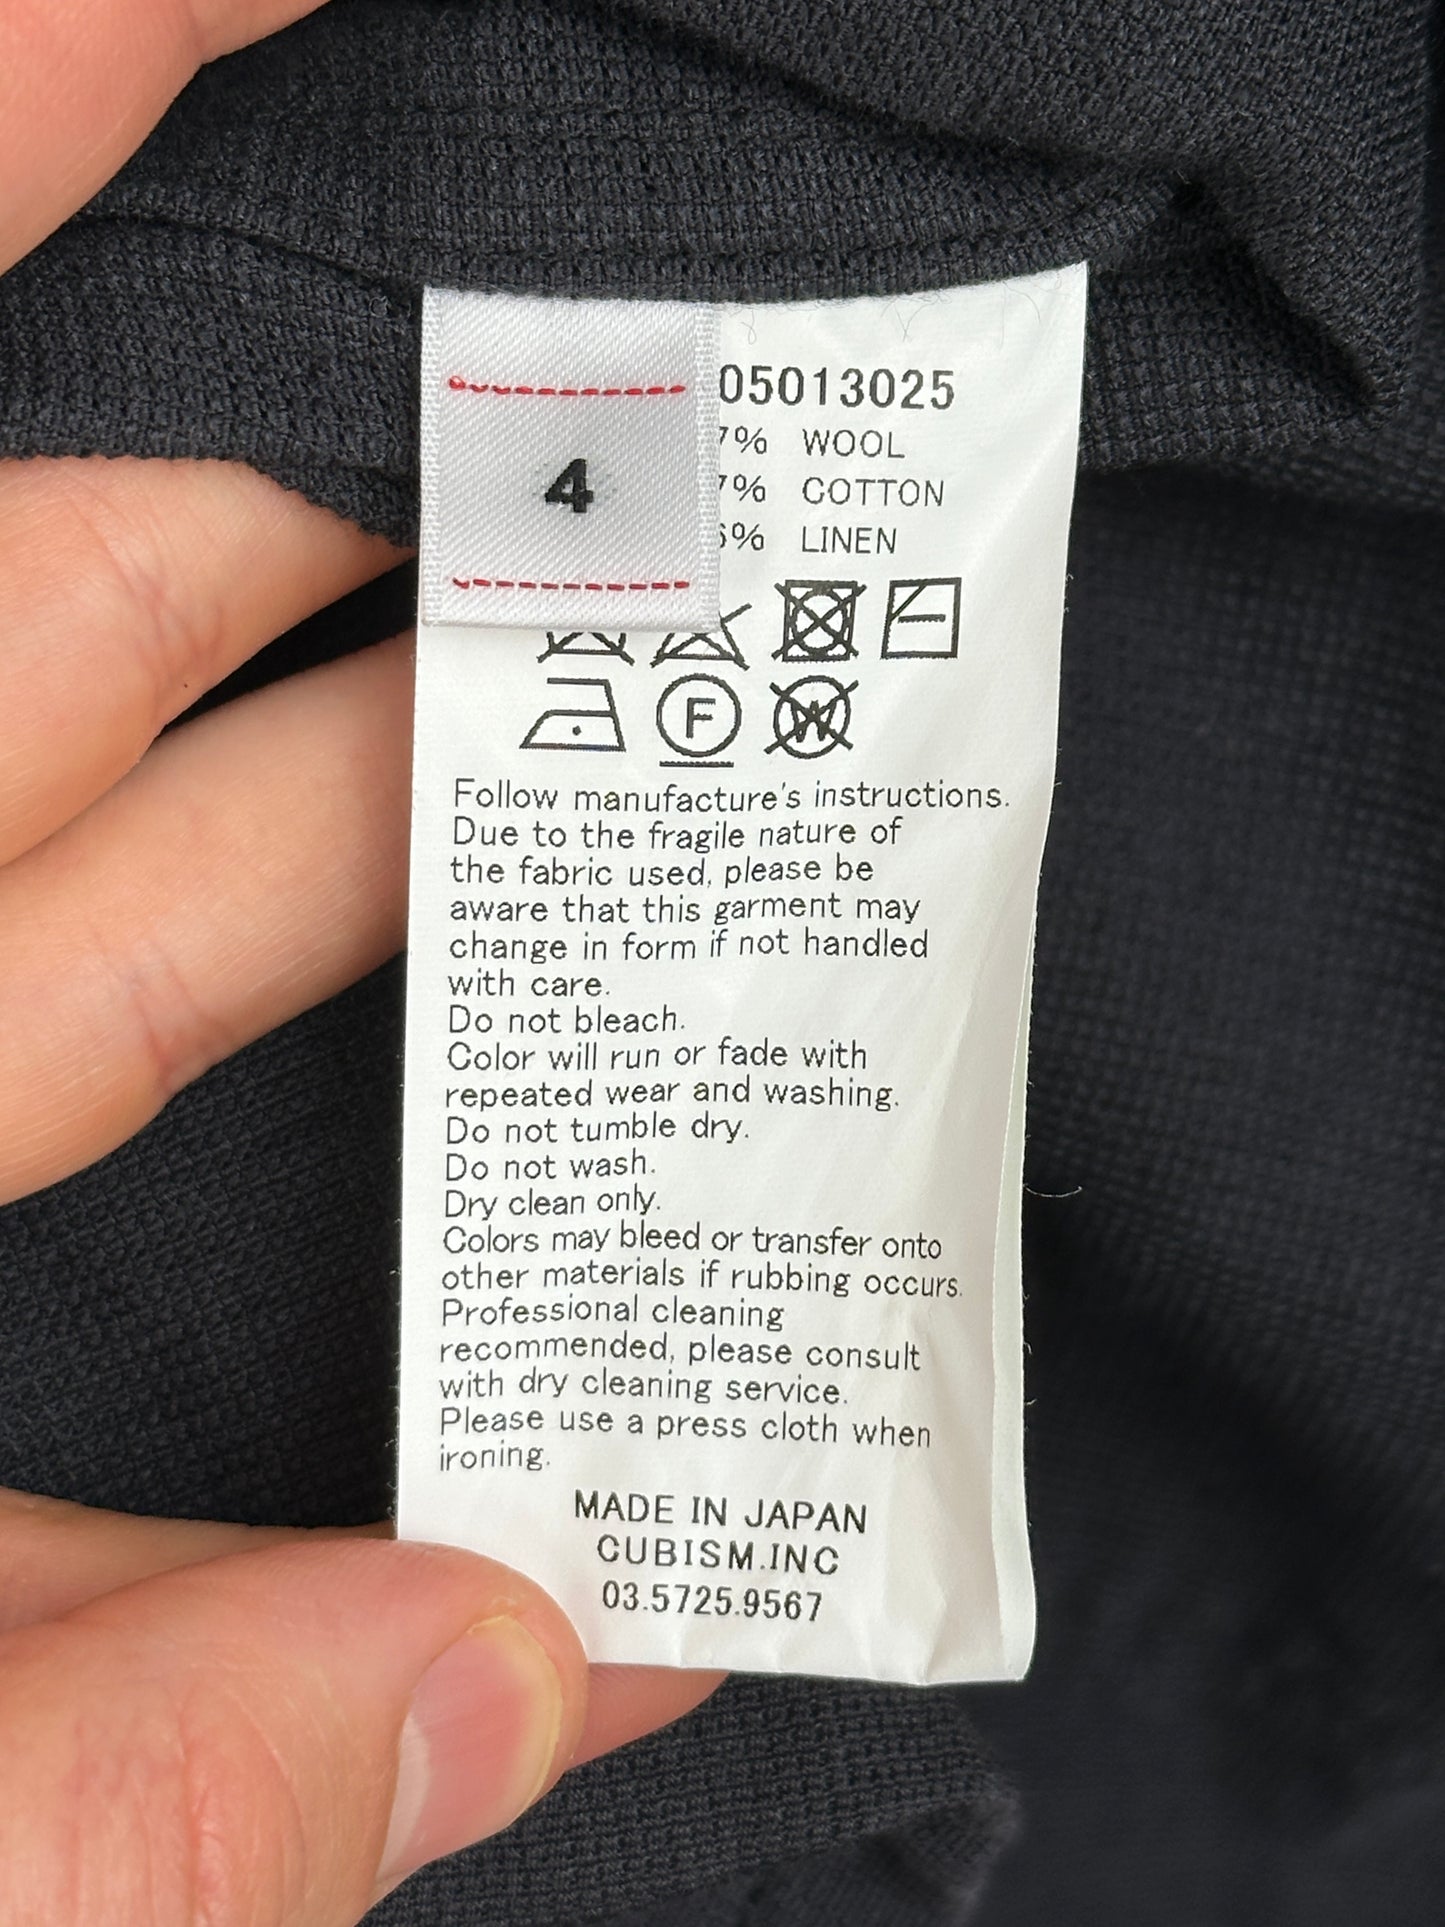 4
05013025
7% WOOL
7% COTTON
6% LINEN
F
W
Follow manufacture's instructions.
Due to the fragile nature of
the fabric used, please be
aware that this garment may
change in form if not handled
with care.
Do not bleach.
Color will run or fade with
repeated wear and washing.
Do not tumble dry.
Do not wash.
Dry clean only.
Colors may bleed or transfer onto
other materials if rubbing occurs.
Professional cleaning
recommended, please consult
with dry cleaning service.
Please use a press cloth when
ironing.
MADE IN JAPAN
CUBISM.INC
03.5725.9567